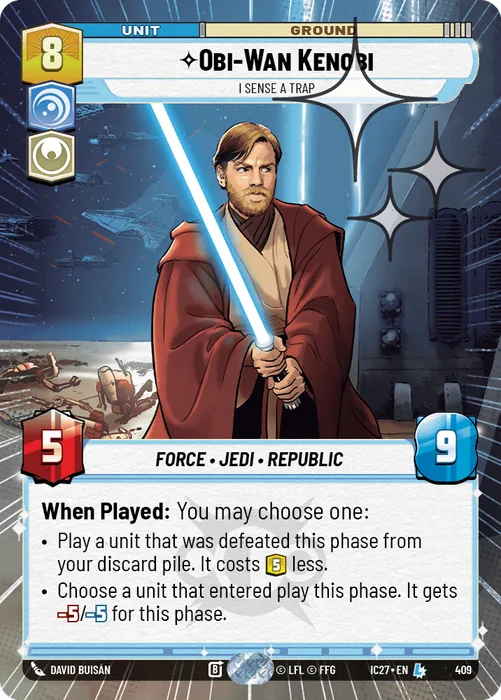 UNIT
GROUND
8
✧OBI-WAN KENOBI
I SENSE A TRAP
5
9
FORCE • JEDI • REPUBLIC
When Played: You may choose one:
• Play a unit that was defeated this phase from
your discard pile. It costs 5 less.
• Choose a unit that entered play this phase. It gets
-5/-5 for this phase.
DAVID BUISÁN
B
© LFL © FFG
IC27•EN
L
409